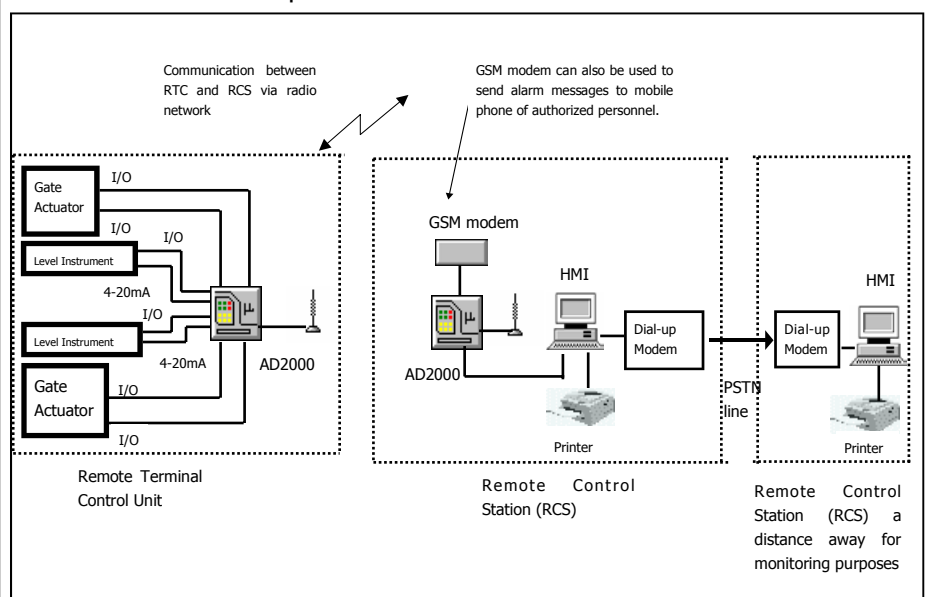 Communication between
RTC and RCS via radio
network
GSM modem can also be used to
send alarm messages to mobile
phone of authorized personnel.
Gate
Actuator
I/O
I/O
Level Instrument
I/O
4-20mA
I/O
Level Instrument
4-20mA
Gate
Actuator
I/O
I/O
μ
AD2000
Remote Terminal
Control Unit
GSM modem
μ
AD2000
HMI
Printer
Dial-up
Modem
Remote Control
Station (RCS)
PSTN
line
Dial-up
Modem
HMI
Printer
Remote Control
Station (RCS) a
distance away for
monitoring purposes